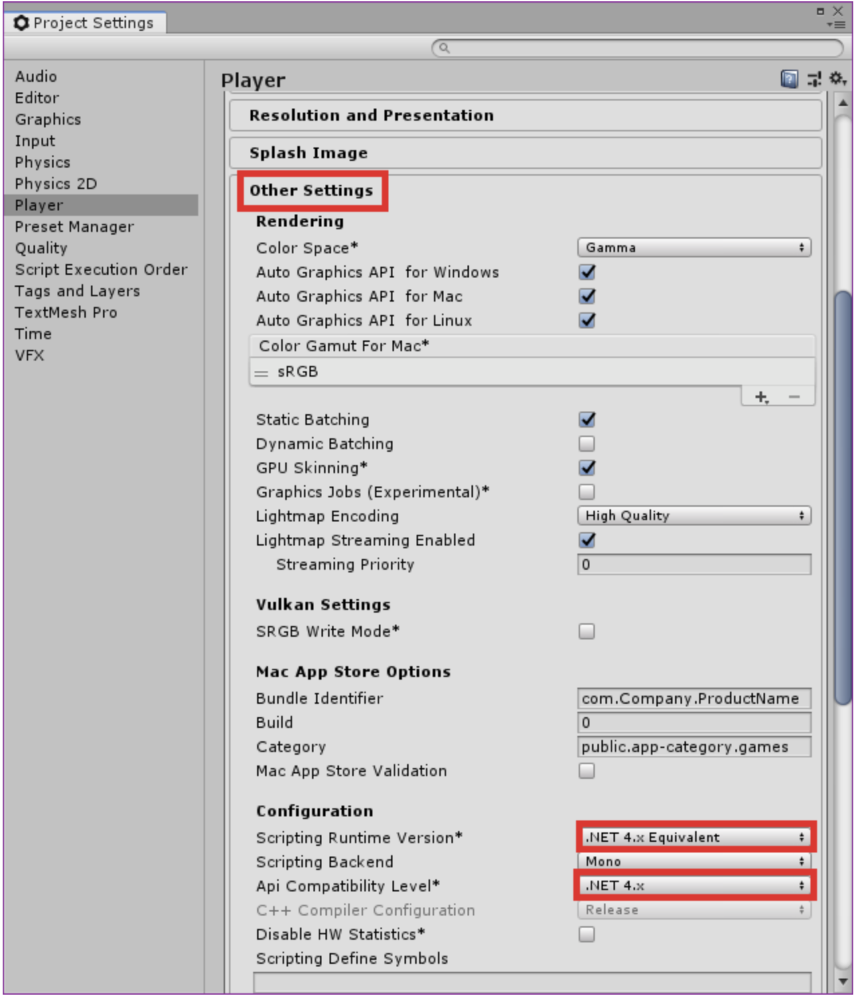 Project Settings
Audio
Editor
Graphics
Input
Physics
Physics 2D
Player
Preset Manager
Quality
Script Execution Order
Tags and Layers
TextMesh Pro
Time
VFX
Player
Resolution and Presentation
Splash Image
Other Settings
Rendering
Color Space* Gamma
Auto Graphics API for Windows
Auto Graphics API for Mac
Auto Graphics API for Linux
Color Gamut For Mac*
sRGB
Static Batching
Dynamic Batching
GPU Skinning*
Graphics Jobs (Experimental)*
Lightmap Encoding High Quality
Lightmap Streaming Enabled
Streaming Priority 0
Vulkan Settings
SRGB Write Mode*
Mac App Store Options
Bundle Identifier com.Company.ProductName
Build 0
Category public.app-category.games
Mac App Store Validation
Configuration
Scripting Runtime Version* .NET 4.x Equivalent
Scripting Backend Mono
Api Compatibility Level* .NET 4.x
C++ Compiler Configuration Release
Disable HW Statistics*
Scripting Define Symbols